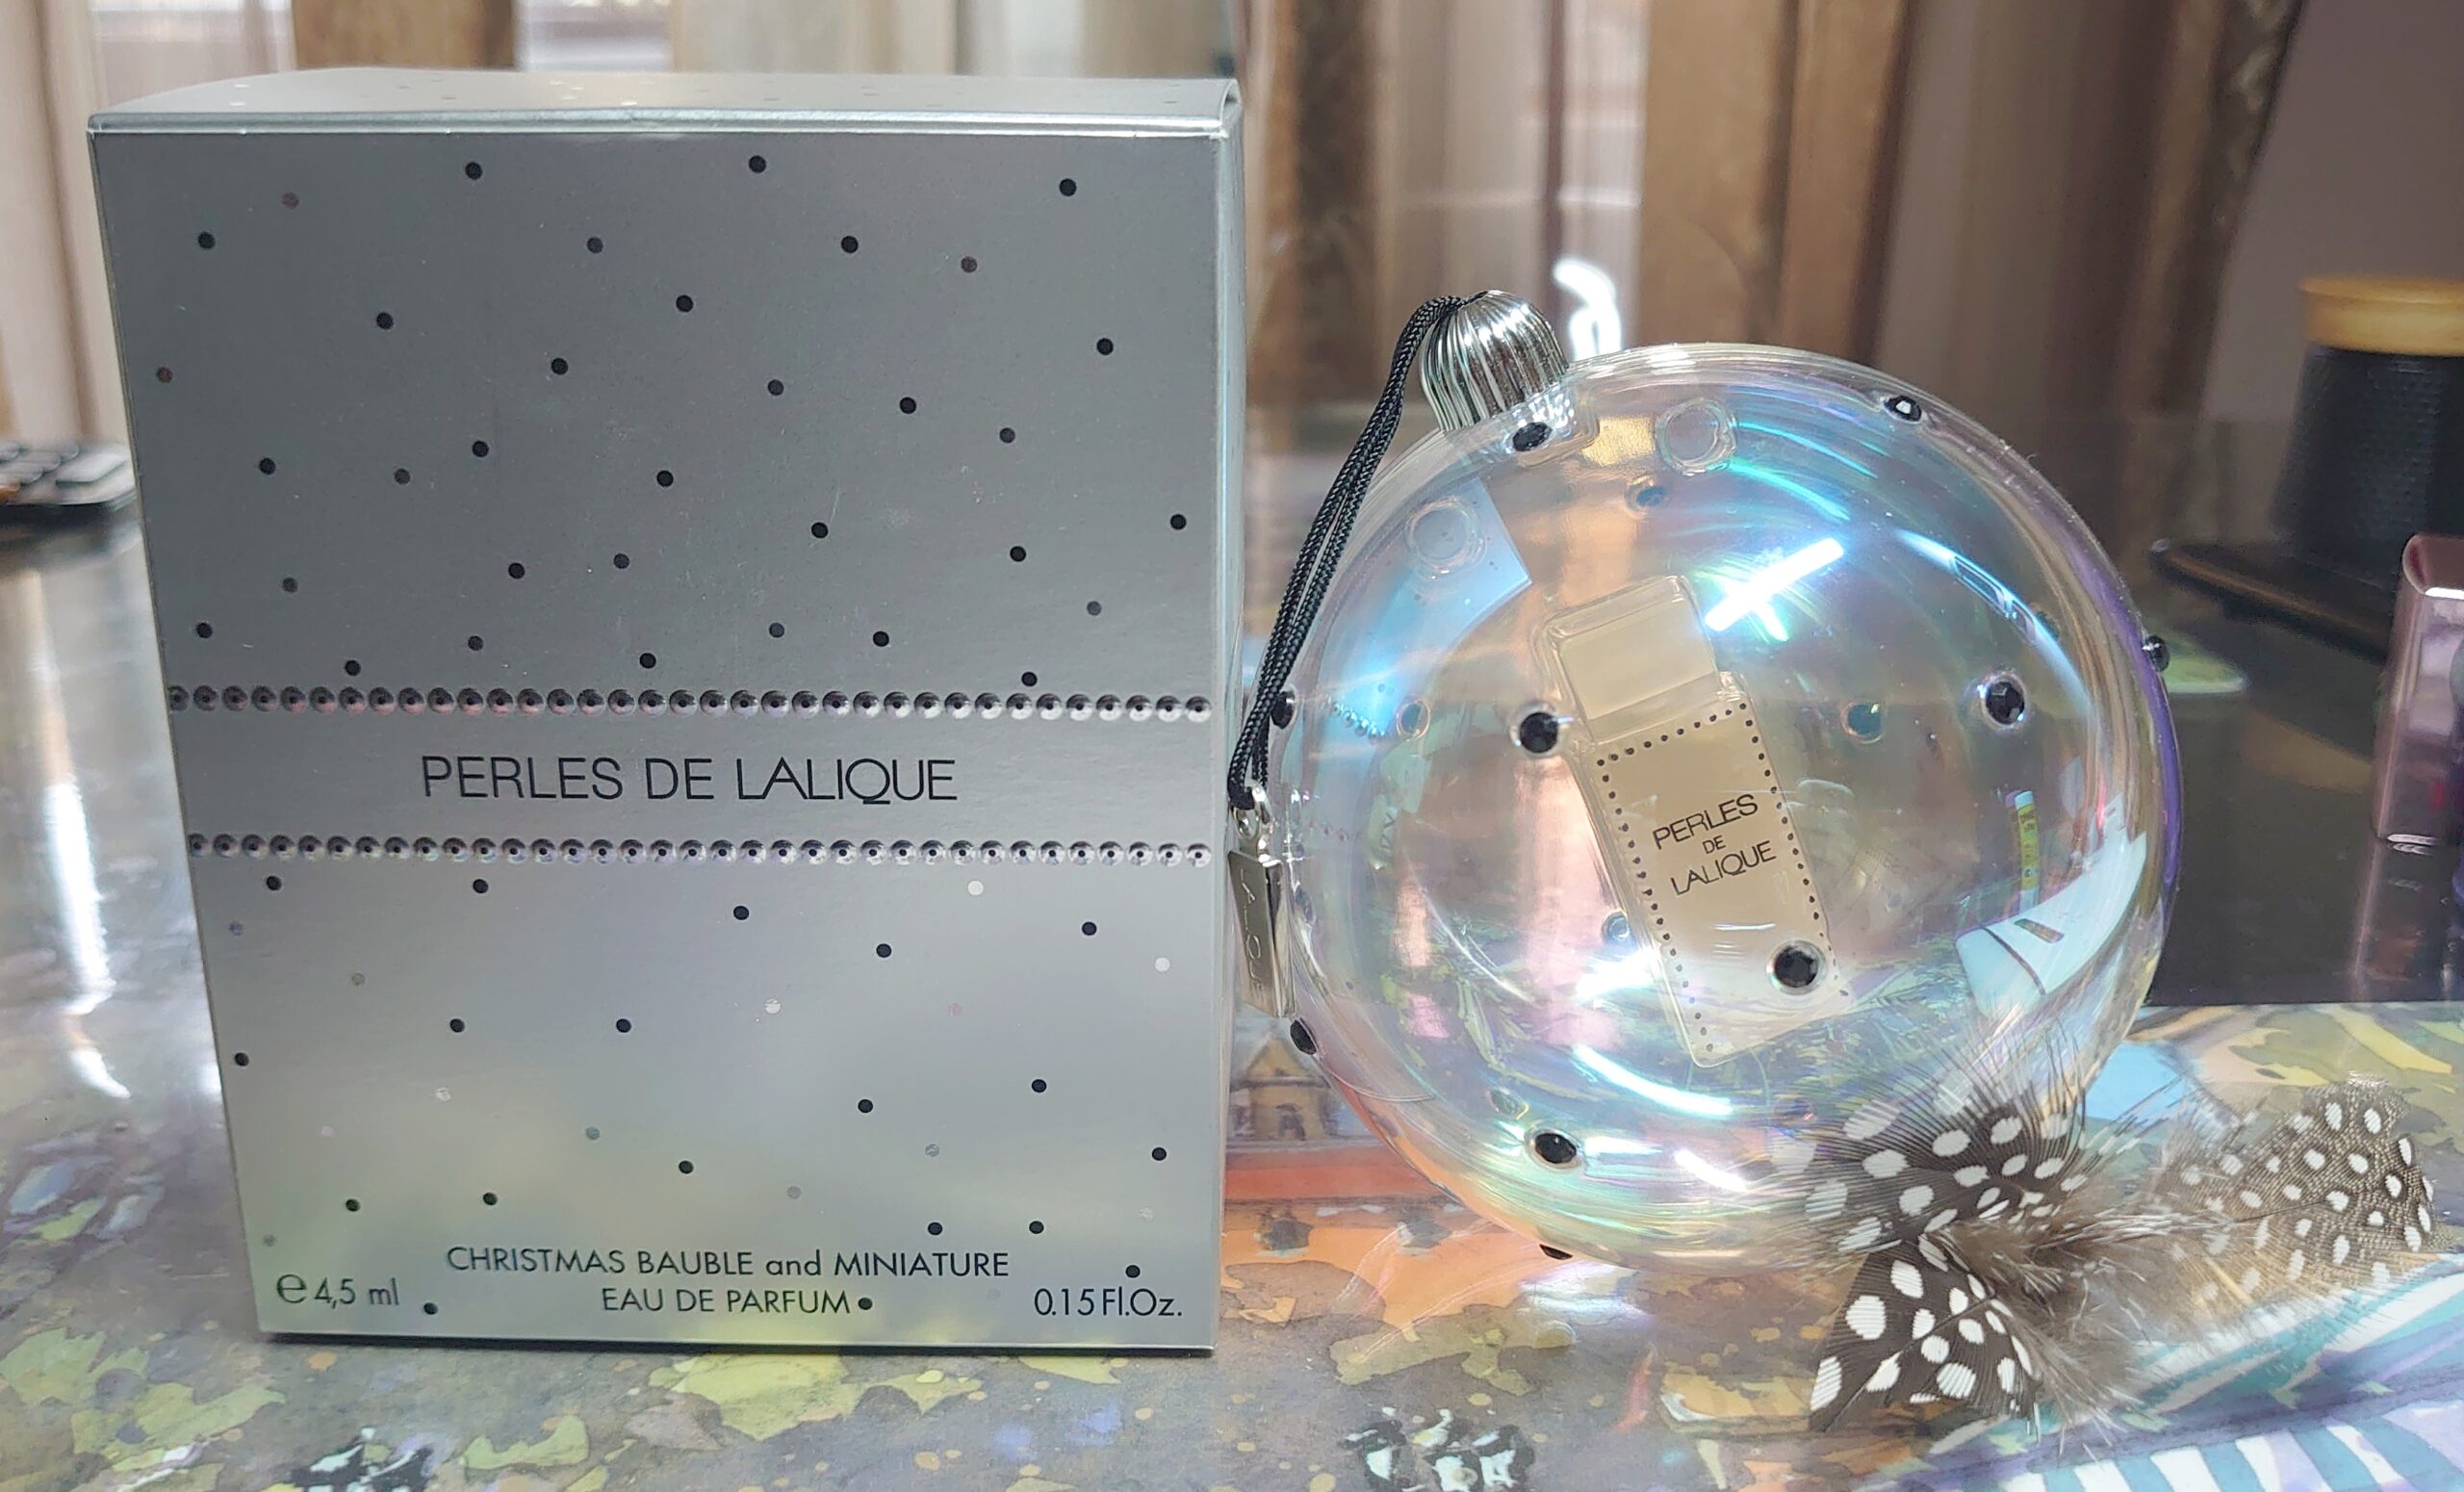 PERLES DE LALIQUE
CHRISTMAS BAUBLE and MINIATURE
EAU DE PARFUM
℮ 4,5 ml
0.15 Fl.Oz.
PERLES
DE
LALIQUE
LALIQUE